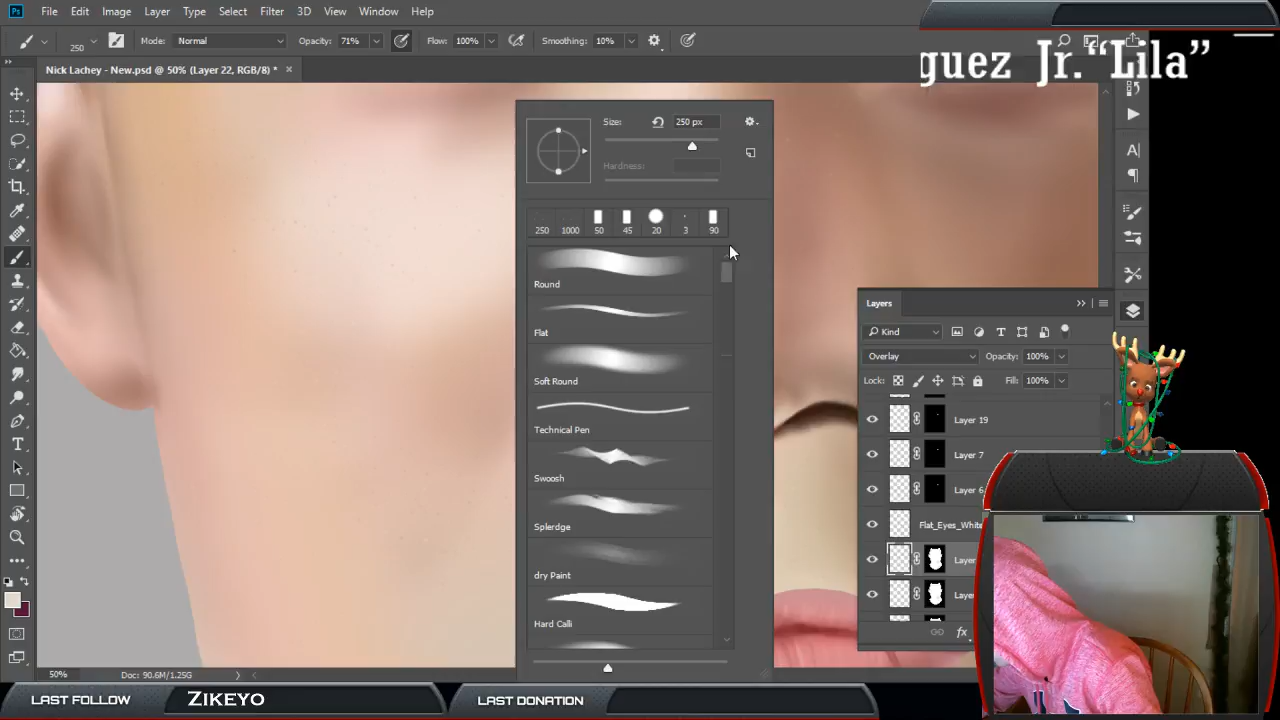 File Edit Image Layer Type Select Filter 3D View Window Help
250 Mode: Normal Opacity: 71% Flow: 100% Smoothing: 10%
guez Jr. “Lila”
Nick Lachey - New.psd @ 50% (Layer 22, RGB/8) *
Size: 250 px
Hardness:
250 1000 50 45 20 3 90
Round
Flat
Soft Round
Technical Pen
Swoosh
Splerdge
dry Paint
Hard Calli
Layers
Kind
Overlay Opacity: 100%
Lock: Fill: 100%
Layer 19
Layer 7
Layer 6
Flat_Eyes_White
Layer
Layer
fx
50% Doc: 90.6M/1.25G
LAST FOLLOW ZIKEYO LAST DONATION